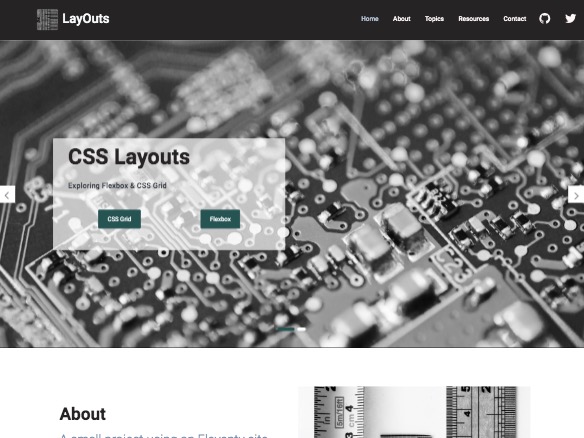 LayOuts
Home About Topics Resources Contact
CSS Layouts
Exploring Flexbox & CSS Grid
CSS Grid Flexbox
About
A small project using an Eleventy site